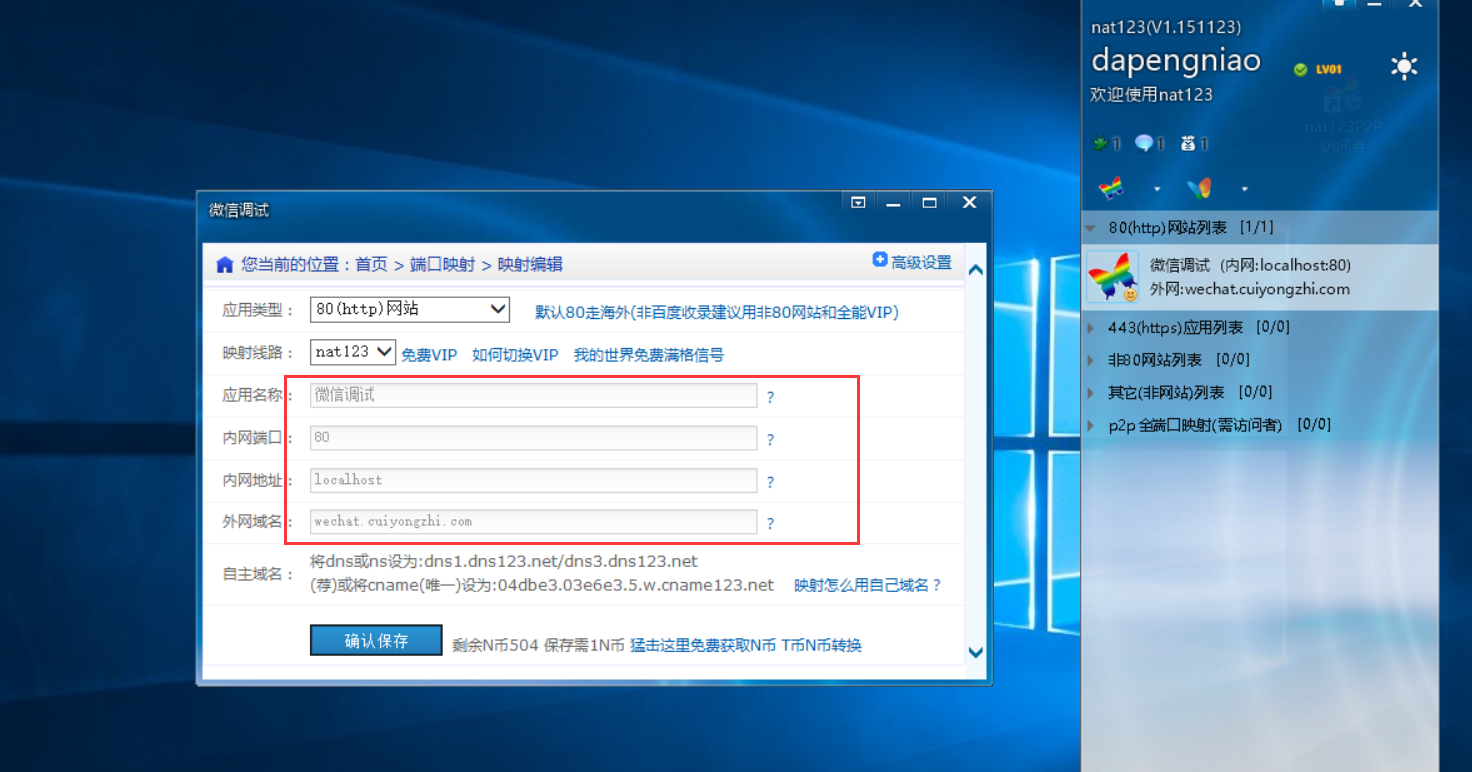 nat123(V1.151123)
dapengniao
LV01
欢迎使用nat123
nat123P2P
访问者
1 1 1
80(http)网站列表 [1/1]
微信调试 (内网:localhost:80)
外网:wechat.cuiyongzhi.com
443(https)应用列表 [0/0]
非80网站列表 [0/0]
其它(非网站)列表 [0/0]
p2p全端口映射(需访问者) [0/0]
微信调试
您当前的位置：首页 > 端口映射 > 映射编辑 高级设置
应用类型： 80(http)网站 默认80走海外(非百度收录建议用非80网站和全能VIP)
映射线路： nat123 免费VIP 如何切换VIP 我的世界免费满格信号
应用名称： 微信调试 ?
内网端口： 80 ?
内网地址： localhost ?
外网域名： wechat.cuiyongzhi.com ?
自主域名： 将dns或ns设为:dns1.dns123.net/dns3.dns123.net
(荐)或将cname(唯一)设为:04dbe3.03e6e3.5.w.cname123.net 映射怎么用自己域名？
确认保存 剩余N币504 保存需1N币 猛击这里免费获取N币 T币N币转换